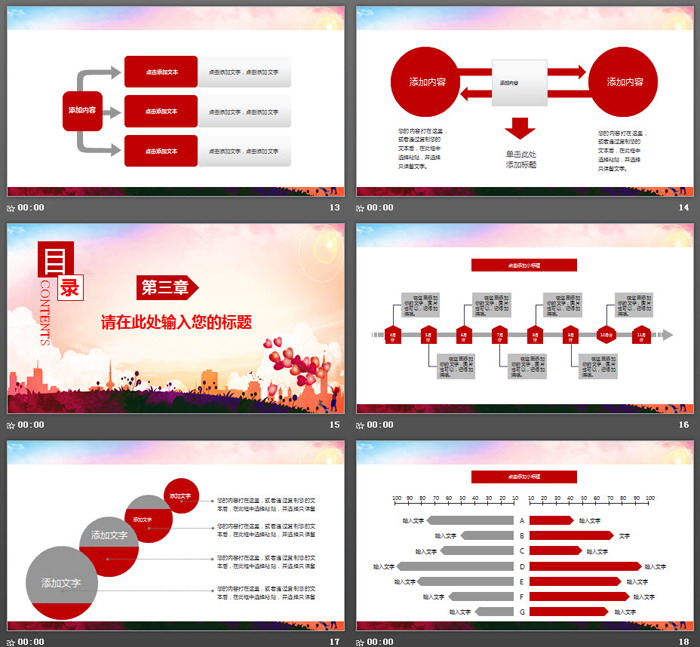 点击添加文本
点击添加文字，点击添加文字
添加内容
点击添加文本
点击添加文字，点击添加文字
点击添加文本
点击添加文字，点击添加文字
00:00
13
添加内容
添加内容
添加内容
您的内容打在这里，
或者通过复制您的
文本后，在此框中
选择粘贴，并选择
只保留文字。
单击此处
添加标题
您的内容打在这里，
或者通过复制您的
文本后，在此框中
选择粘贴，并选择
只保留文字。
00:00
14
目
录
CONTENTS
第三章
请在此处输入您的标题
00:00
15
点击添加小标题
00:00
16
添加文字
您的内容打在这里，或者通过复制您的文
本后，在此框中选择粘贴，并选择只保留
添加文字
您的内容打在这里，或者通过复制您的文
本后，在此框中选择粘贴，并选择只保留
添加文字
您的内容打在这里，或者通过复制您的文
本后，在此框中选择粘贴，并选择只保留
添加文字
您的内容打在这里，或者通过复制您的文
本后，在此框中选择粘贴，并选择只保留
00:00
17
点击添加小标题
100 90 80 70 60 50 40 30 20 10
10 20 30 40 50 60 70 80 90 100
输入文字 A 输入文字
输入文字 B 文字
输入文字 C 输入文字
输入文字 D 输入文字
输入文字 E 输入文字
输入文字 F 输入文字
输入文字 G 输入文字
00:00
18